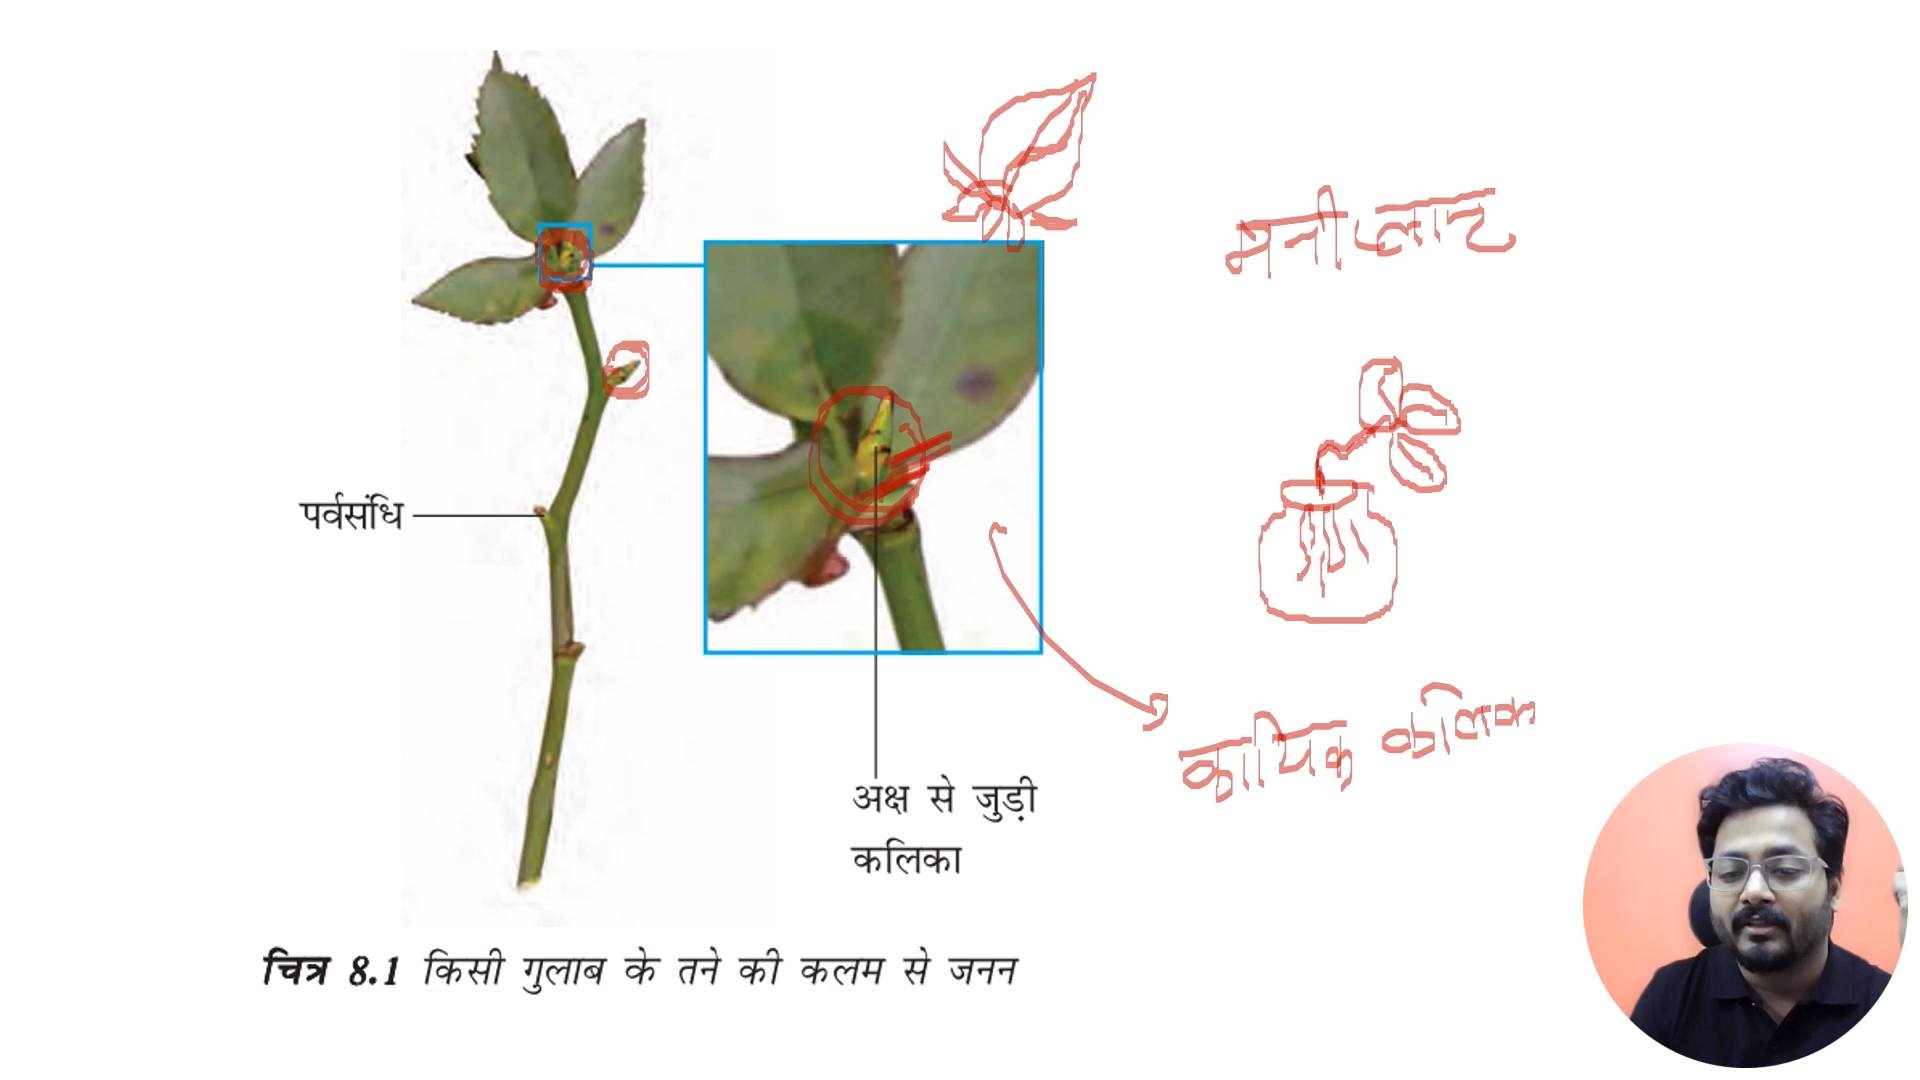 मनी प्लान्ट
पर्वसंधि
कायिक कलिक
अक्ष से जुड़ी
कलिका
चित्र 8.1 किसी गुलाब के तने की कलम से जनन